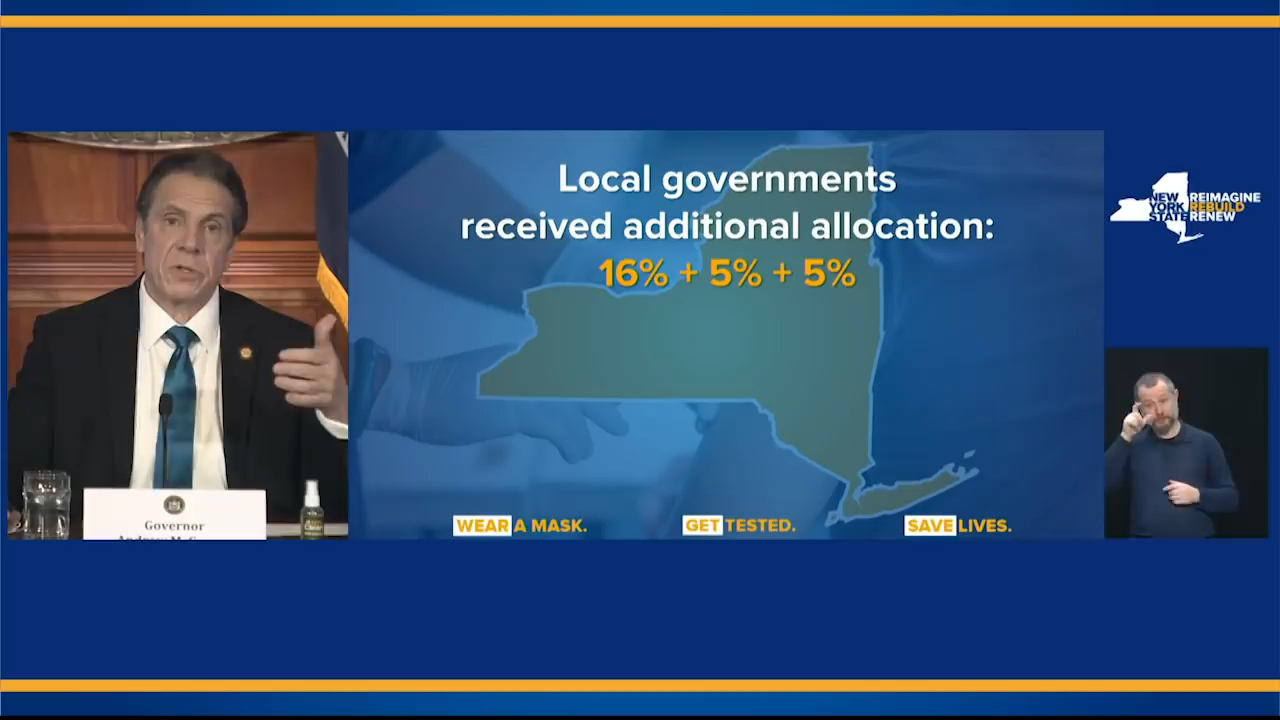 Local governments
received additional allocation:
16% + 5% + 5%
WEAR A MASK.
GET TESTED.
SAVE LIVES.
Governor
NEW
YORK
STATE
REIMAGINE
REBUILD
RENEW